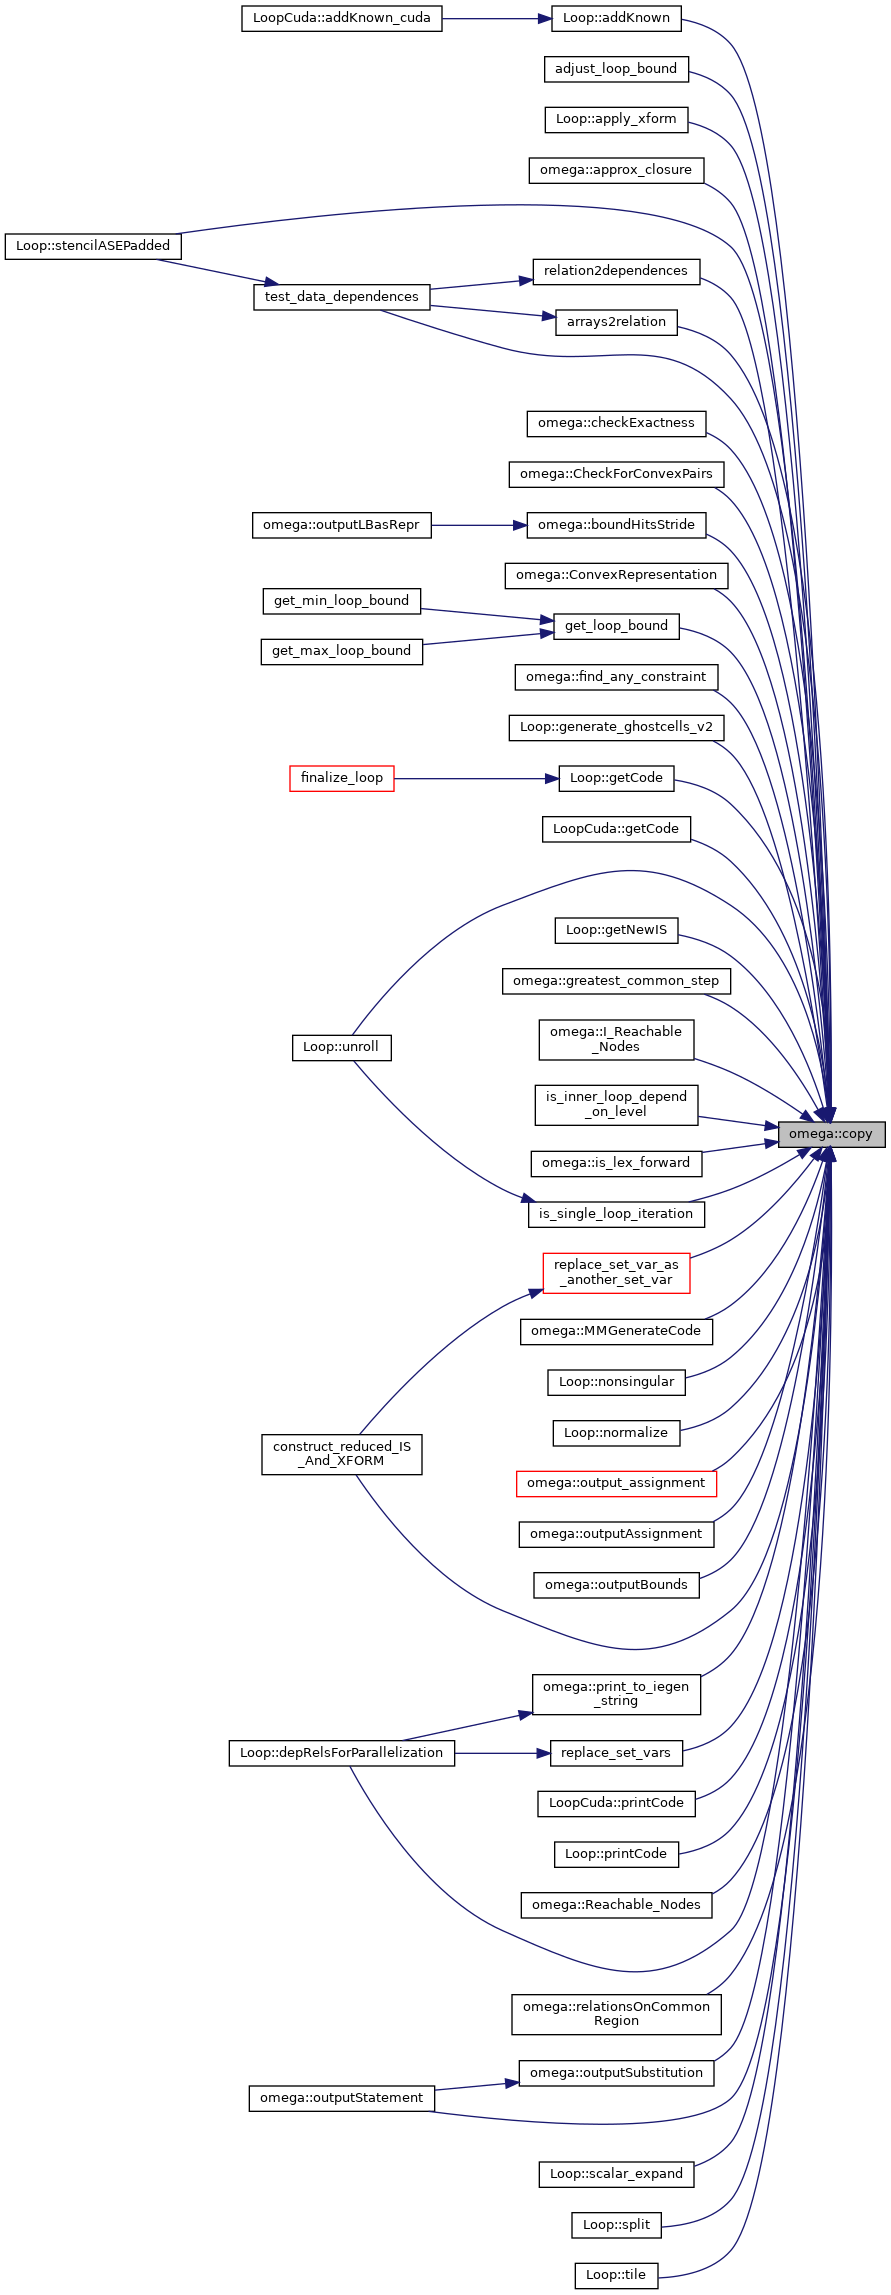 LoopCuda::addKnown_cuda
Loop::addKnown
adjust_loop_bound
Loop::apply_xform
omega::approx_closure
Loop::stencilASEPadded
relation2dependences
test_data_dependences
arrays2relation
omega::checkExactness
omega::CheckForConvexPairs
omega::outputLBasRepr
omega::boundHitsStride
omega::ConvexRepresentation
get_min_loop_bound
get_loop_bound
get_max_loop_bound
omega::find_any_constraint
Loop::generate_ghostcells_v2
finalize_loop
Loop::getCode
LoopCuda::getCode
Loop::getNewIS
omega::greatest_common_step
omega::I_Reachable
_Nodes
Loop::unroll
is_inner_loop_depend
_on_level
omega::copy
omega::is_lex_forward
is_single_loop_iteration
replace_set_var_as
_another_set_var
omega::MMGenerateCode
Loop::nonsingular
Loop::normalize
construct_reduced_IS
_And_XFORM
omega::output_assignment
omega::outputAssignment
omega::outputBounds
omega::print_to_iegen
_string
Loop::depRelsForParallelization
replace_set_vars
LoopCuda::printCode
Loop::printCode
omega::Reachable_Nodes
omega::relationsOnCommon
Region
omega::outputSubstitution
omega::outputStatement
Loop::scalar_expand
Loop::split
Loop::tile